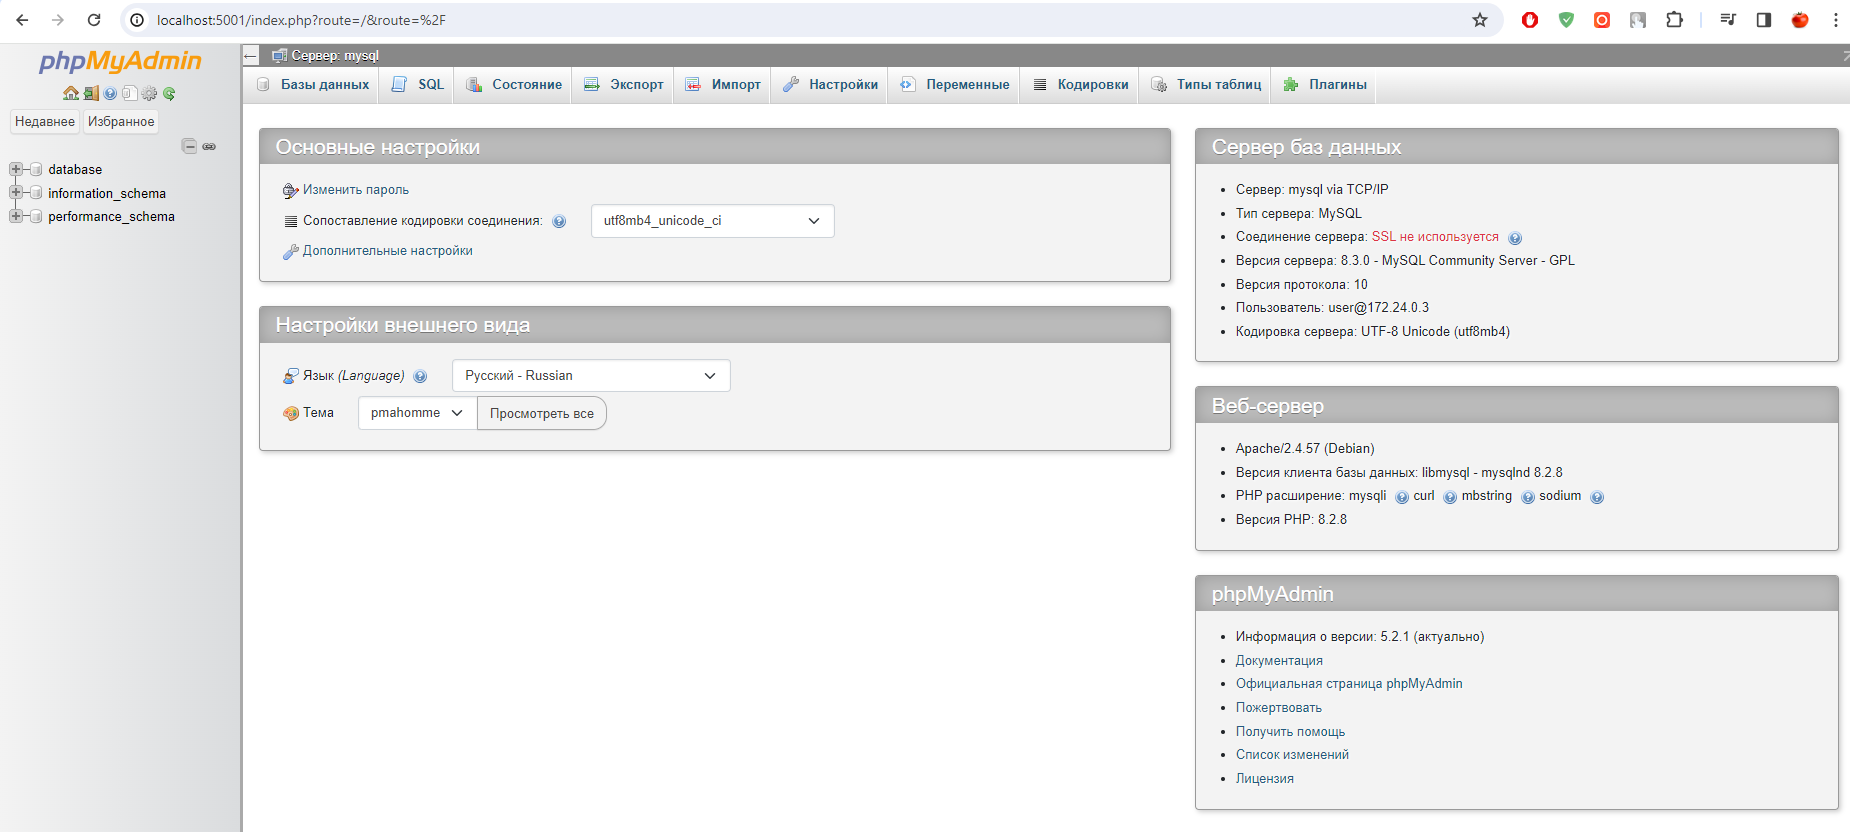 localhost:5001/index.php?route=/&route=%2F
phpMyAdmin
Недавнее Избранное
database
information_schema
performance_schema
Сервер: mysql
Базы данных SQL Состояние Экспорт Импорт Настройки Переменные Кодировки Типы таблиц Плагины
Основные настройки
Изменить пароль
Сопоставление кодировки соединения: utf8mb4_unicode_ci
Дополнительные настройки
Настройки внешнего вида
Язык (Language) Русский - Russian
Тема pmahomme Просмотреть все
Сервер баз данных
Сервер: mysql via TCP/IP
Тип сервера: MySQL
Соединение сервера: SSL не используется
Версия сервера: 8.3.0 - MySQL Community Server - GPL
Версия протокола: 10
Пользователь: user@172.24.0.3
Кодировка сервера: UTF-8 Unicode (utf8mb4)
Веб-сервер
Apache/2.4.57 (Debian)
Версия клиента базы данных: libmysql - mysqlnd 8.2.8
PHP расширение: mysqli curl mbstring sodium
Версия PHP: 8.2.8
phpMyAdmin
Информация о версии: 5.2.1 (актуально)
Документация
Официальная страница phpMyAdmin
Пожертвовать
Получить помощь
Список изменений
Лицензия